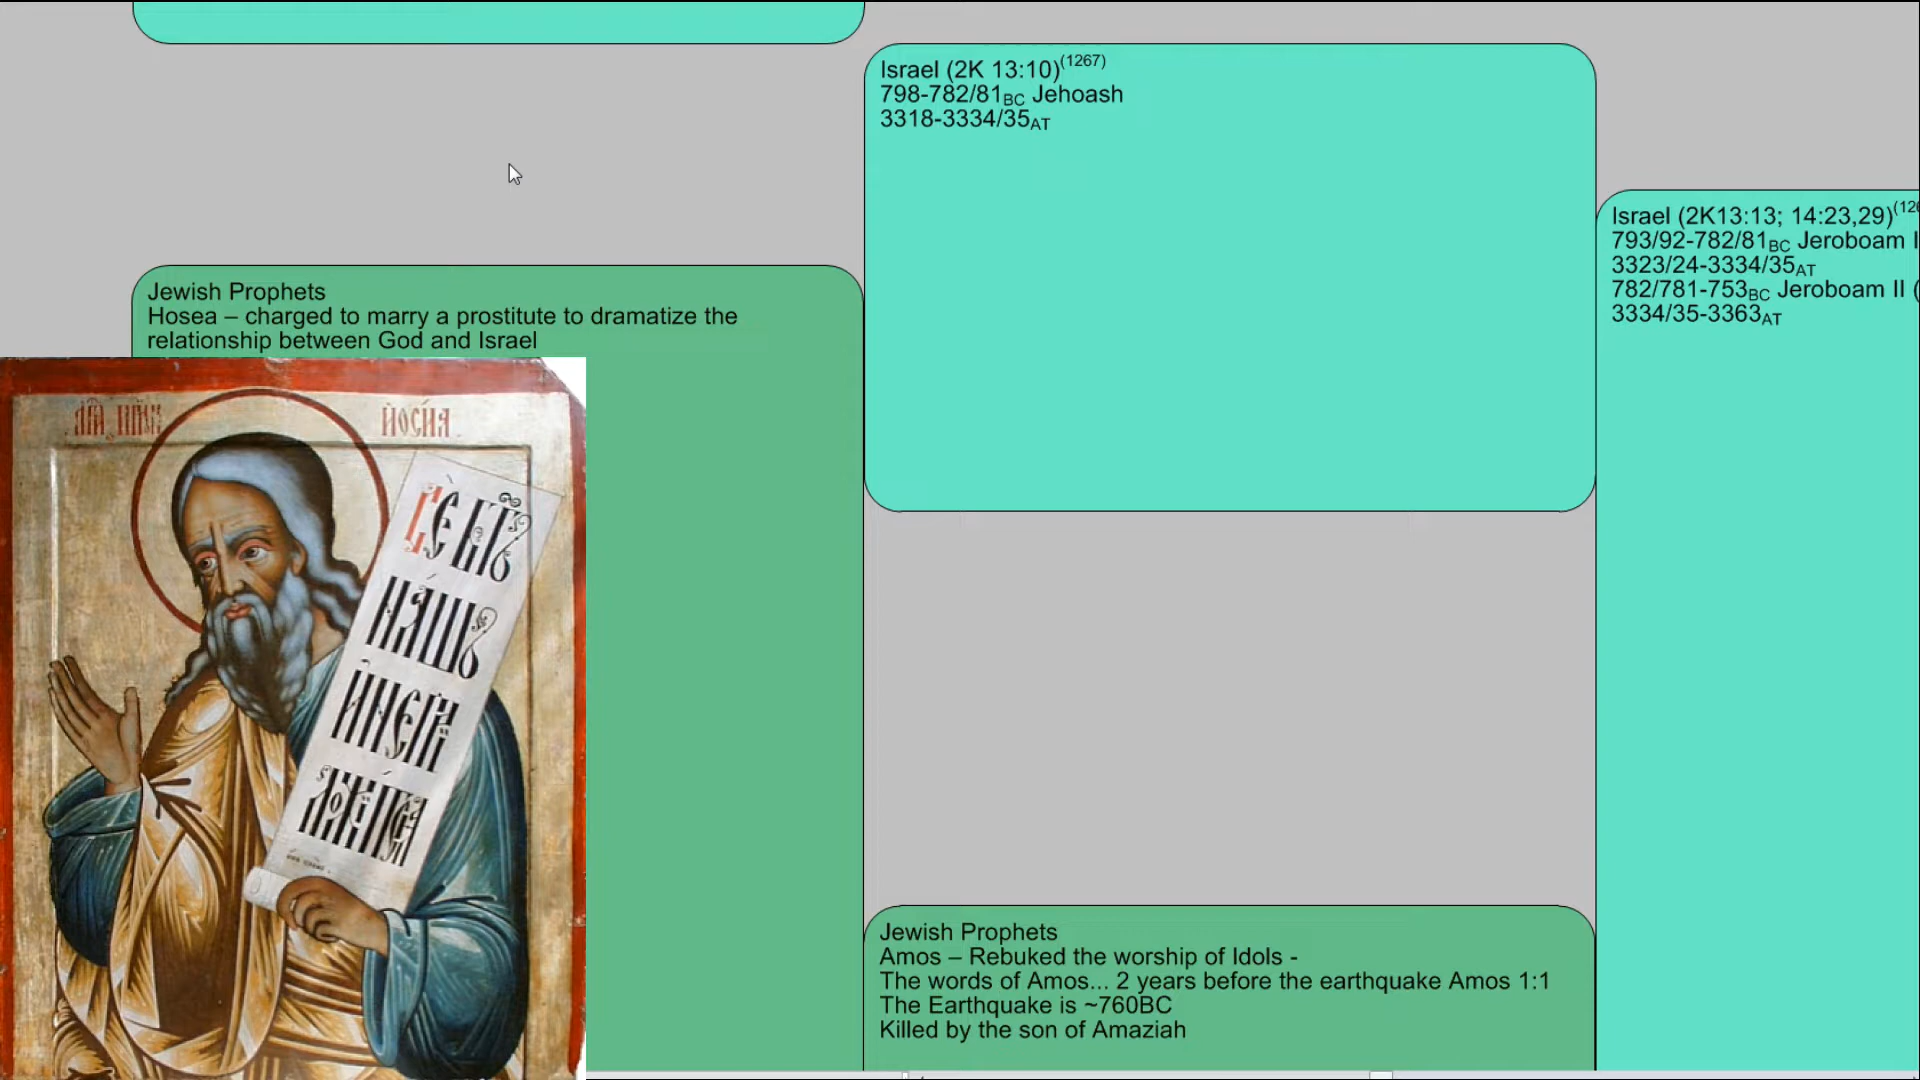 Israel (2K 13:10)(1267)
798-782/81BC Jehoash
3318-3334/35AT
Israel (2K13:13; 14:23,29)
793/92-782/81BC Jeroboam
3323/24-3334/35AT
782/781-753BC Jeroboam II (
3334/35-3363AT
Jewish Prophets
Hosea – charged to marry a prostitute to dramatize the
relationship between God and Israel
Jewish Prophets
Amos – Rebuked the worship of Idols -
The words of Amos... 2 years before the earthquake Amos 1:1
The Earthquake is ~760BC
Killed by the son of Amaziah